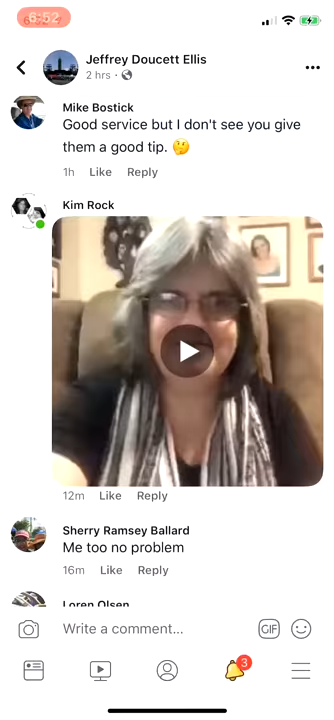 6:52
Jeffrey Doucett Ellis
2 hrs ·
Mike Bostick
Good service but I don't see you give
them a good tip. 🤔
1h Like Reply
Kim Rock
12m Like Reply
Sherry Ramsey Ballard
Me too no problem
16m Like Reply
Loren Olsen
Write a comment...
GIF
3